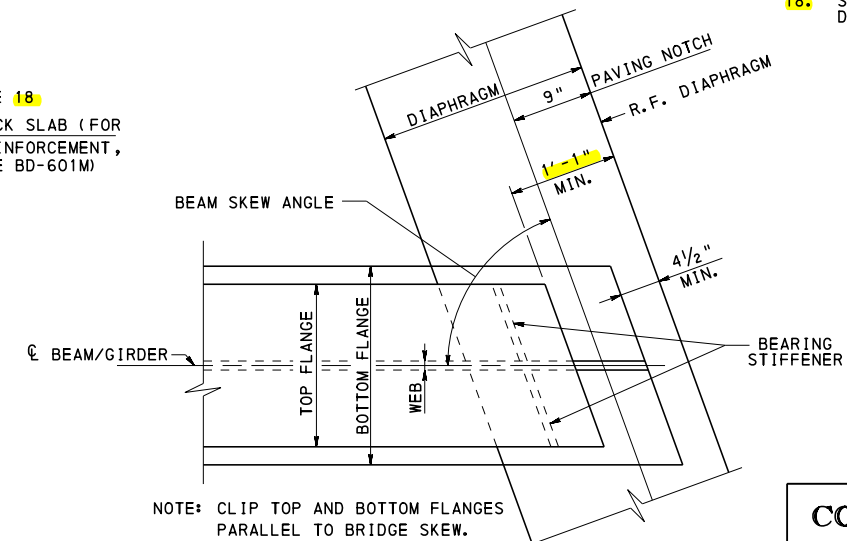 18. S
D
E 18
CK SLAB (FOR
INFORCEMENT,
E BD-601M)
DIAPHRAGM
9"
PAVING NOTCH
R.F. DIAPHRAGM
1'-1"
MIN.
BEAM SKEW ANGLE
4½"
MIN.
℄ BEAM/GIRDER
TOP FLANGE
BOTTOM FLANGE
WEB
BEARING
STIFFENER
NOTE: CLIP TOP AND BOTTOM FLANGES
PARALLEL TO BRIDGE SKEW.
CO